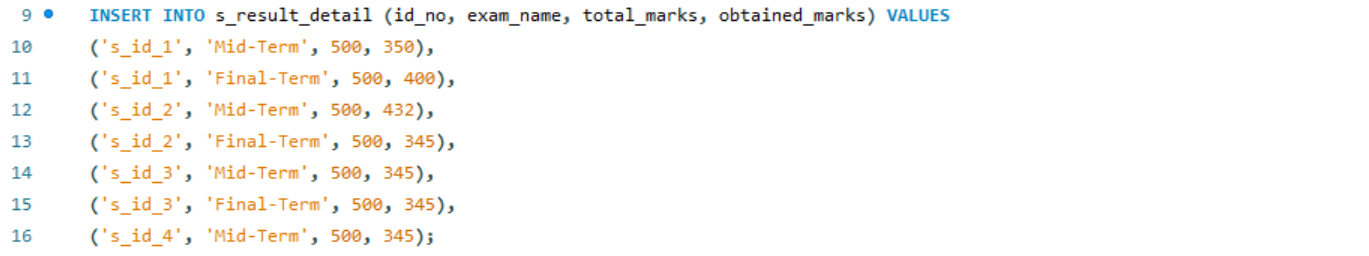 9 INSERT INTO s_result_detail (id_no, exam_name, total_marks, obtained_marks) VALUES
10 ('s_id_1', 'Mid-Term', 500, 350),
11 ('s_id_1', 'Final-Term', 500, 400),
12 ('s_id_2', 'Mid-Term', 500, 432),
13 ('s_id_2', 'Final-Term', 500, 345),
14 ('s_id_3', 'Mid-Term', 500, 345),
15 ('s_id_3', 'Final-Term', 500, 345),
16 ('s_id_4', 'Mid-Term', 500, 345);